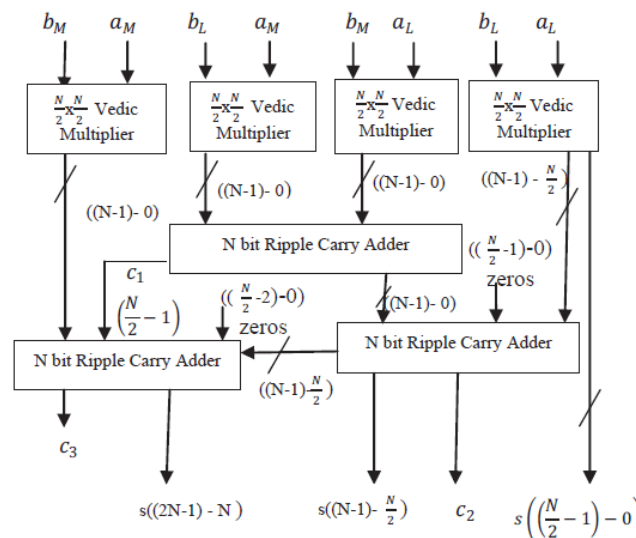 b_M a_M b_L a_M b_M a_L b_L a_L
N/2 x N/2 Vedic Multiplier
N/2 x N/2 Vedic Multiplier
N/2 x N/2 Vedic Multiplier
N/2 x N/2 Vedic Multiplier
((N-1)- 0)
((N-1)- 0)
((N-1)- 0)
((N-1) - N/2)
N bit Ripple Carry Adder
((N/2 -1)-0)
zeros
c_1
(N/2 − 1)
((N/2 -2)-0)
zeros
((N-1)- 0)
N bit Ripple Carry Adder
N bit Ripple Carry Adder
((N-1)-N/2)
c_3
s((2N-1) - N )
s((N-1)- N/2)
c_2
s((N/2 − 1) − 0)